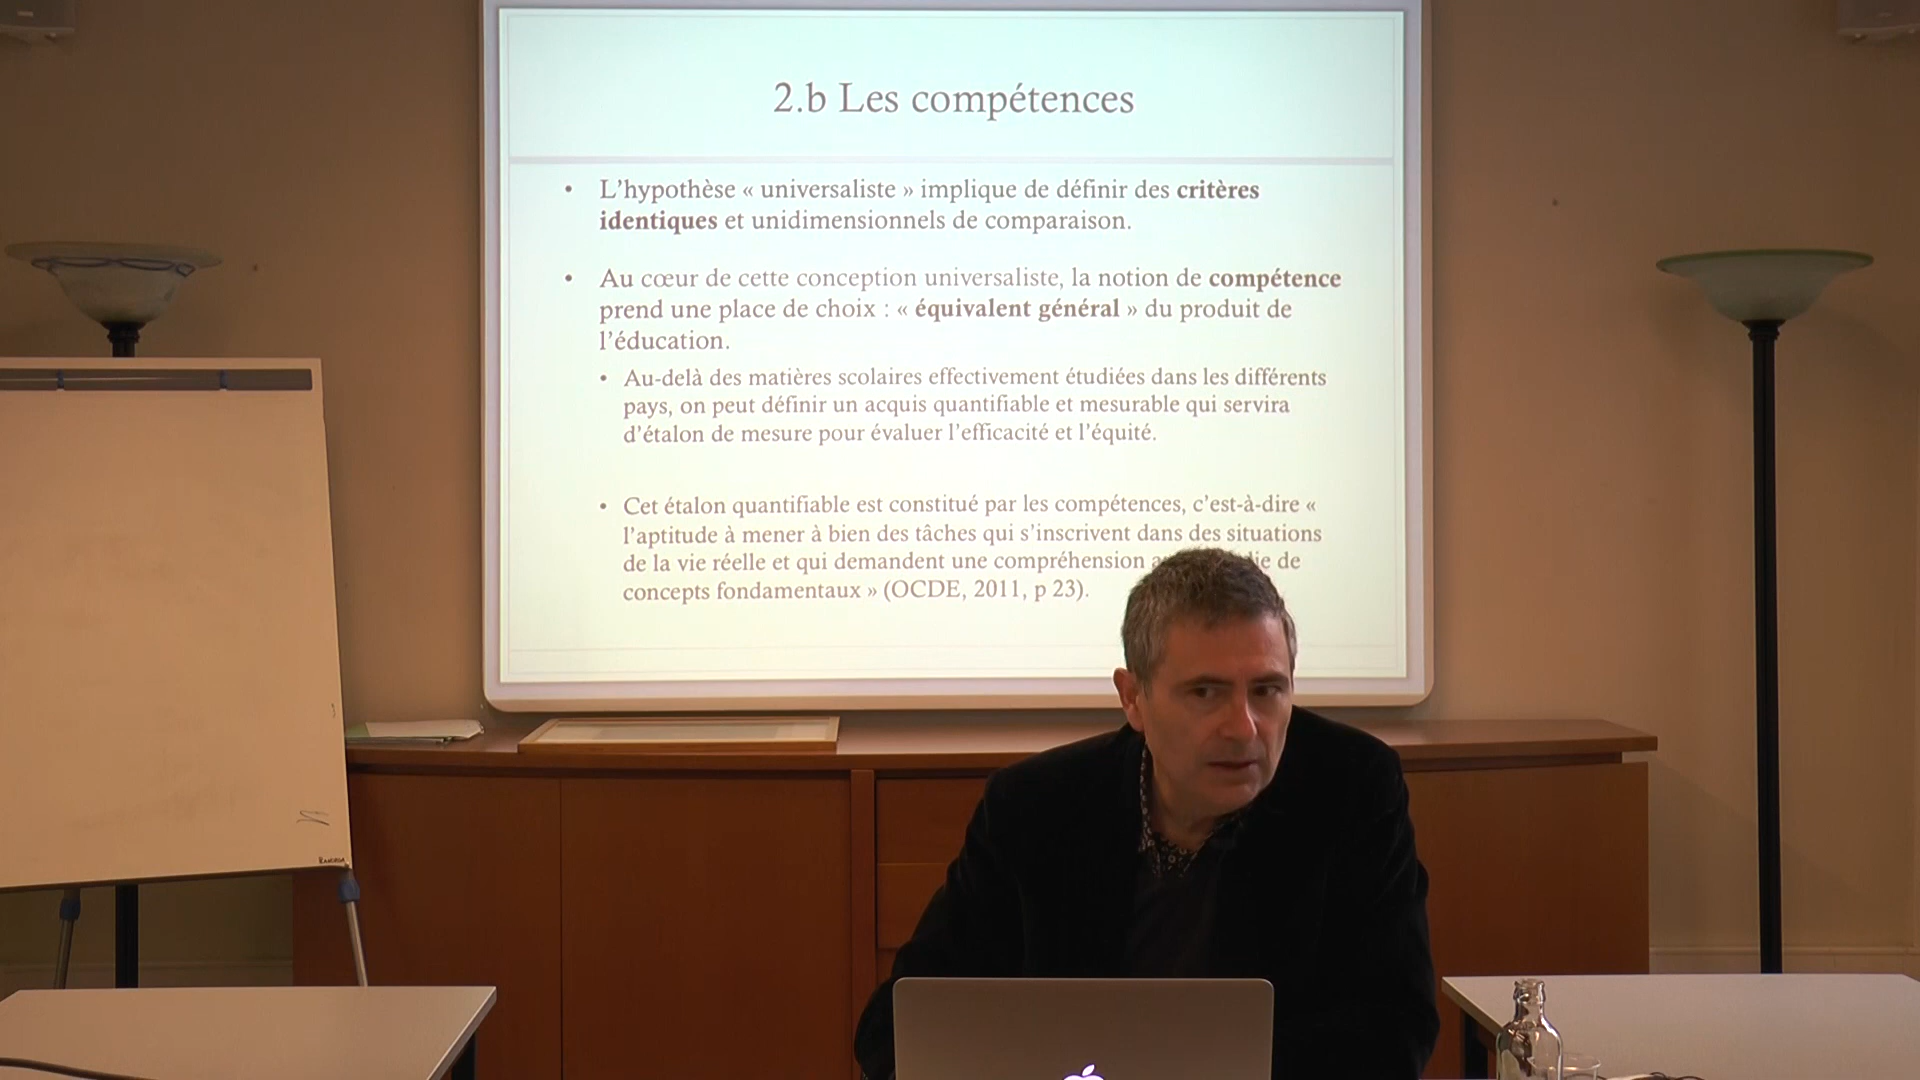 2.b Les compétences
• L’hypothèse « universaliste » implique de définir des critères
identiques et unidimensionnels de comparaison.
• Au cœur de cette conception universaliste, la notion de compétence
prend une place de choix : « équivalent général » du produit de
l’éducation.
• Au-delà des matières scolaires effectivement étudiées dans les différents
pays, on peut définir un acquis quantifiable et mesurable qui servira
d’étalon de mesure pour évaluer l’efficacité et l’équité.
• Cet étalon quantifiable est constitué par les compétences, c’est-à-dire «
l’aptitude à mener à bien des tâches qui s’inscrivent dans des situations
de la vie réelle et qui demandent une compréhension de
concepts fondamentaux » (OCDE, 2011, p 23).